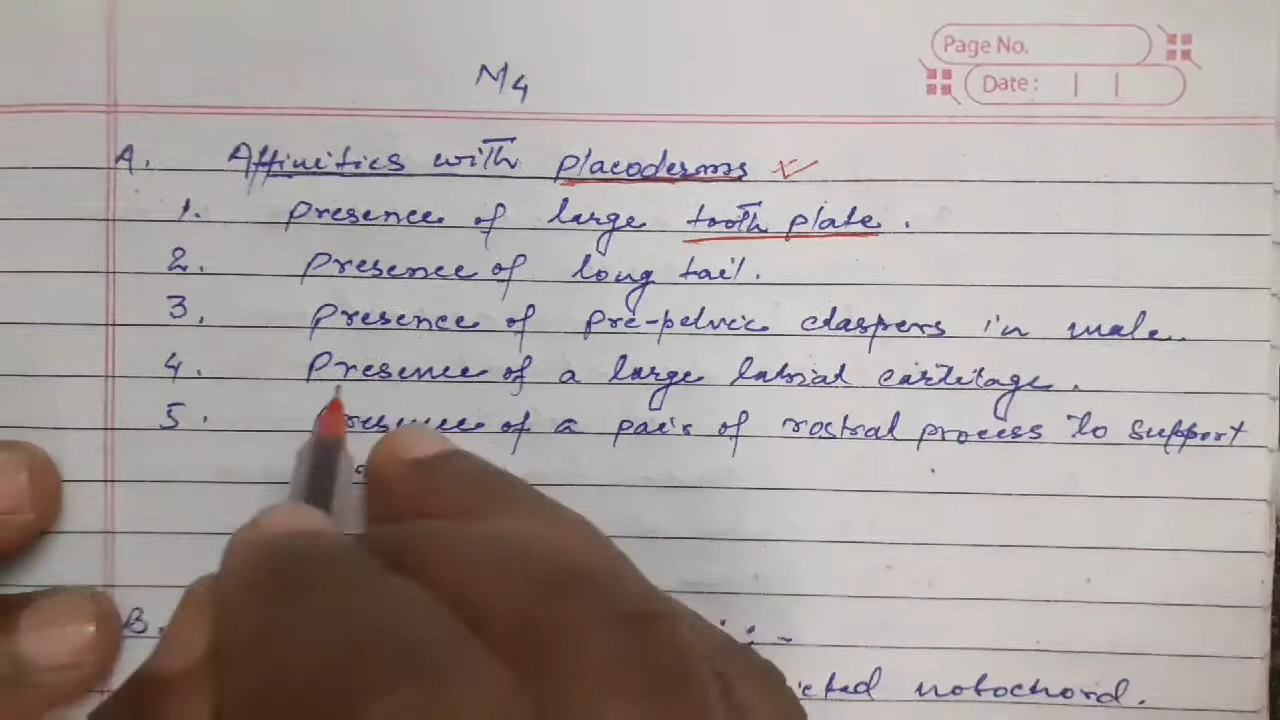 Page No.
Date :
M4
A. Affinities with placoderms
1. Presence of large tooth plate.
2. Presence of long tail.
3. Presence of pre-pelvic claspers in male.
4. Presence of a large labial cartilage.
5. Presence of a pair of rostral process to support
B. :-
notochord.